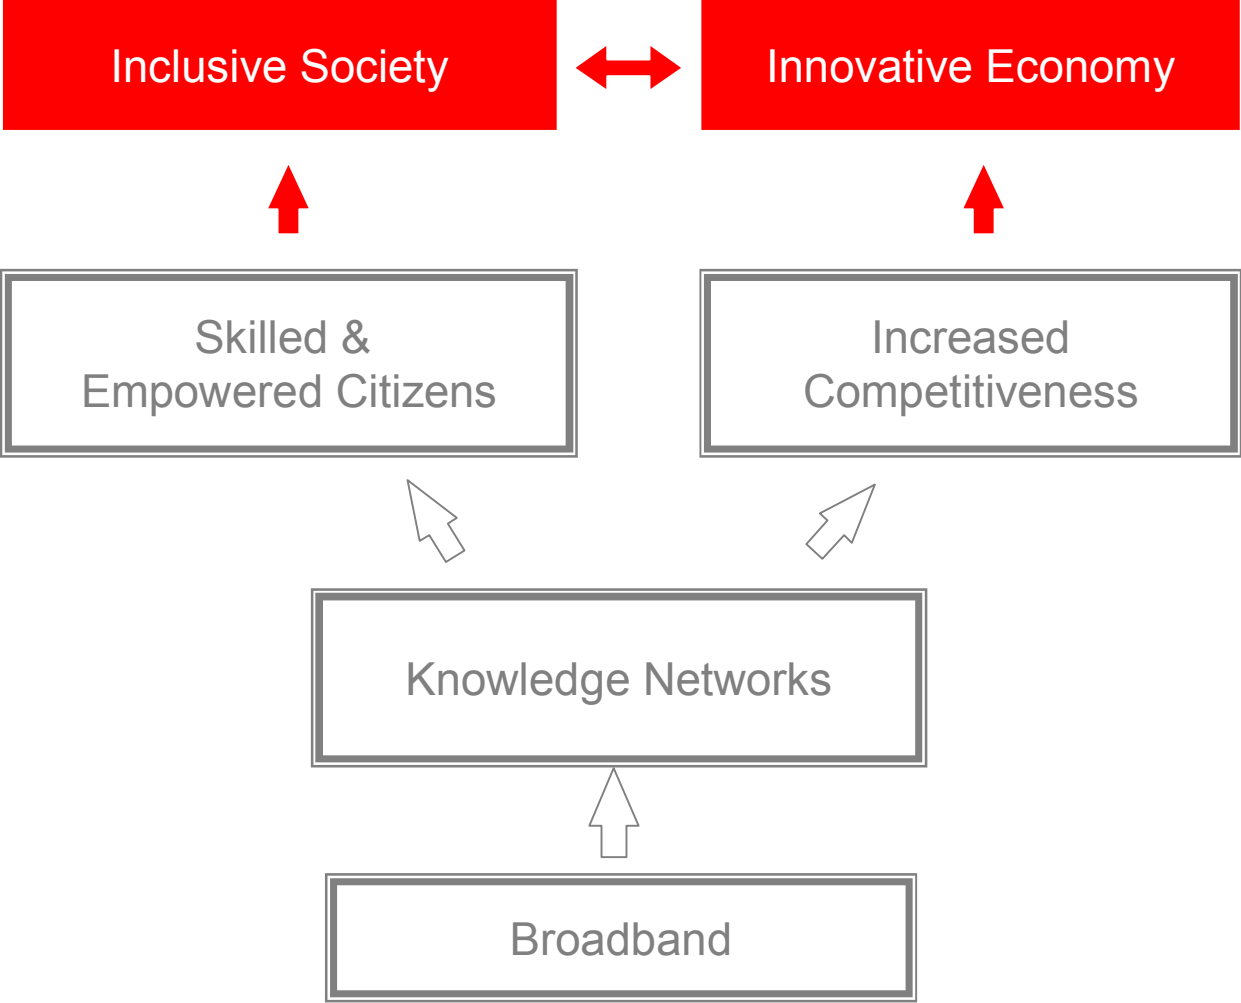 Inclusive Society
Innovative Economy
Skilled &
Empowered Citizens
Increased
Competitiveness
Knowledge Networks
Broadband